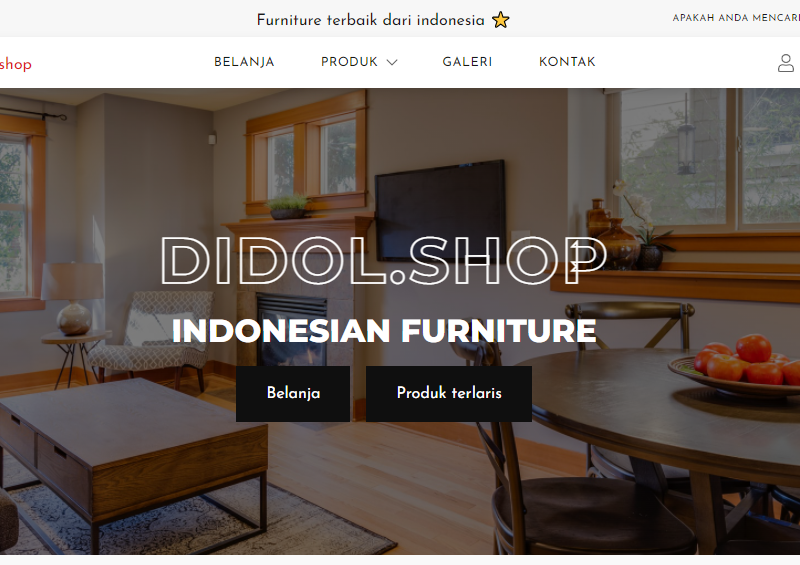 Furniture terbaik dari indonesia ⭐
APAKAH ANDA MENCARI
shop
BELANJA
PRODUK
GALERI
KONTAK
DIDOL.SHOP
INDONESIAN FURNITURE
Belanja
Produk terlaris